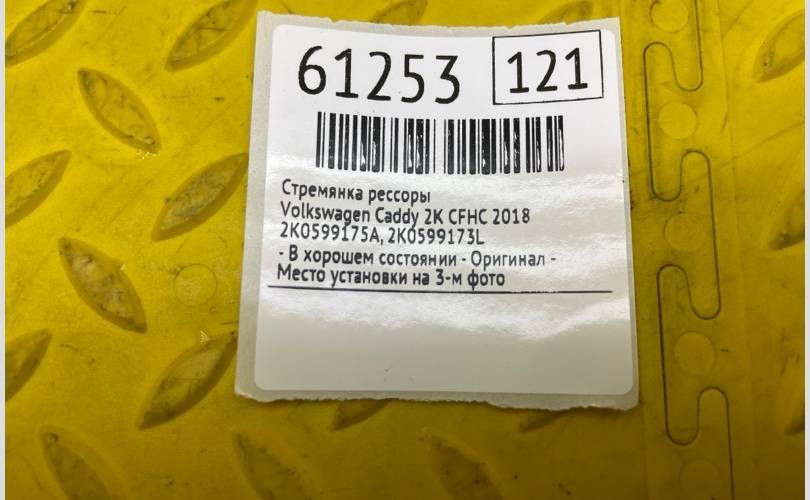 61253 121
Стремянка рессоры
Volkswagen Caddy 2K CFHC 2018
2K0599175A, 2K0599173L
- В хорошем состоянии - Оригинал -
Место установки на 3-м фото